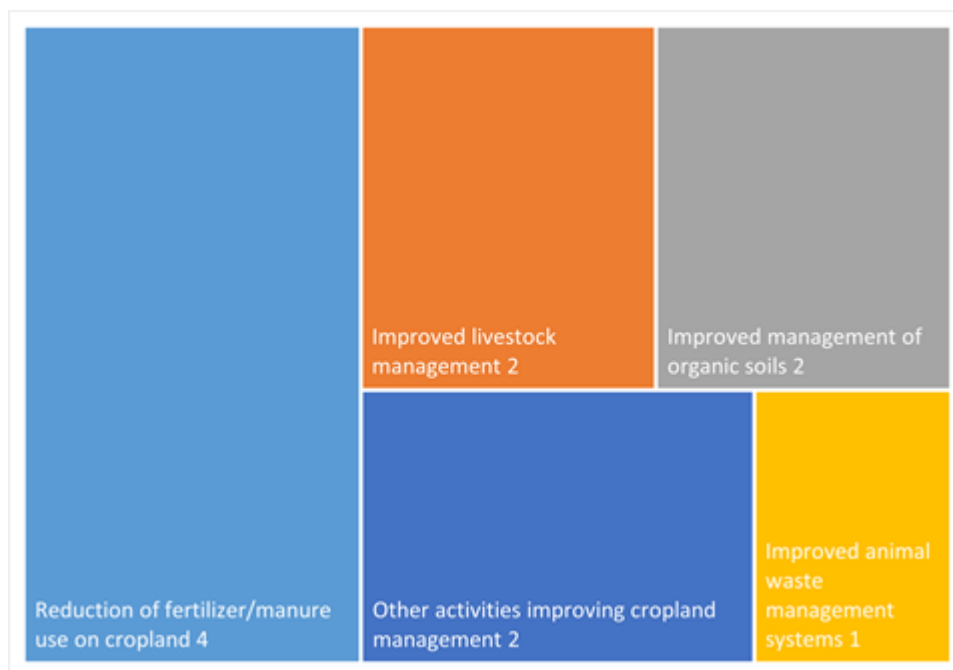 Reduction of fertilizer/manure
use on cropland 4
Improved livestock
management 2
Improved management of
organic soils 2
Other activities improving cropland
management 2
Improved animal
waste
management
systems 1